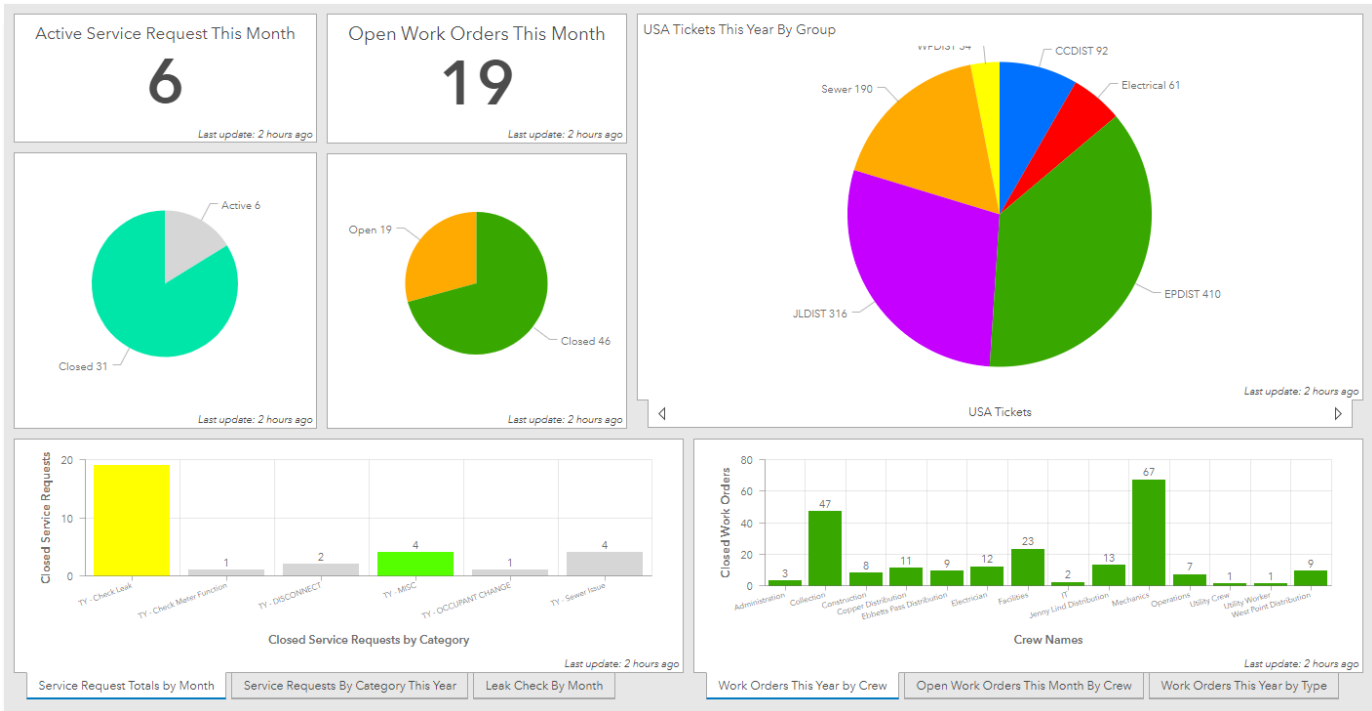 Active Service Request This Month
6
Last update: 2 hours ago
Open Work Orders This Month
19
Last update: 2 hours ago
USA Tickets This Year By Group
WPDIST 34
CCDIST 92
Electrical 61
Sewer 190
EPDIST 410
JLDIST 316
Last update: 2 hours ago
USA Tickets
Active 6
Closed 31
Last update: 2 hours ago
Open 19
Closed 46
Last update: 2 hours ago
Closed Service Requests
20
10
0
1
2
4
1
4
TY - Check Leak
TY - Check Meter Function
TY - DISCONNECT
TY - MISC
TY - OCCUPANT CHANGE
TY - Sewer Issue
Closed Service Requests by Category
Last update: 2 hours ago
Service Request Totals by Month
Service Requests By Category This Year
Leak Check By Month
Closed Work Orders
80
60
40
20
0
3
47
8
11
9
12
23
2
13
67
7
1
1
9
Administration
Collection
Construction
Copper Distribution
Ebbetts Pass Distribution
Electrician
Facilities
IT
Jenny Lind Distribution
Mechanics
Operations
Utility Crew
Utility Worker
West Point Distribution
Crew Names
Last update: 2 hours ago
Work Orders This Year by Crew
Open Work Orders This Month By Crew
Work Orders This Year by Type